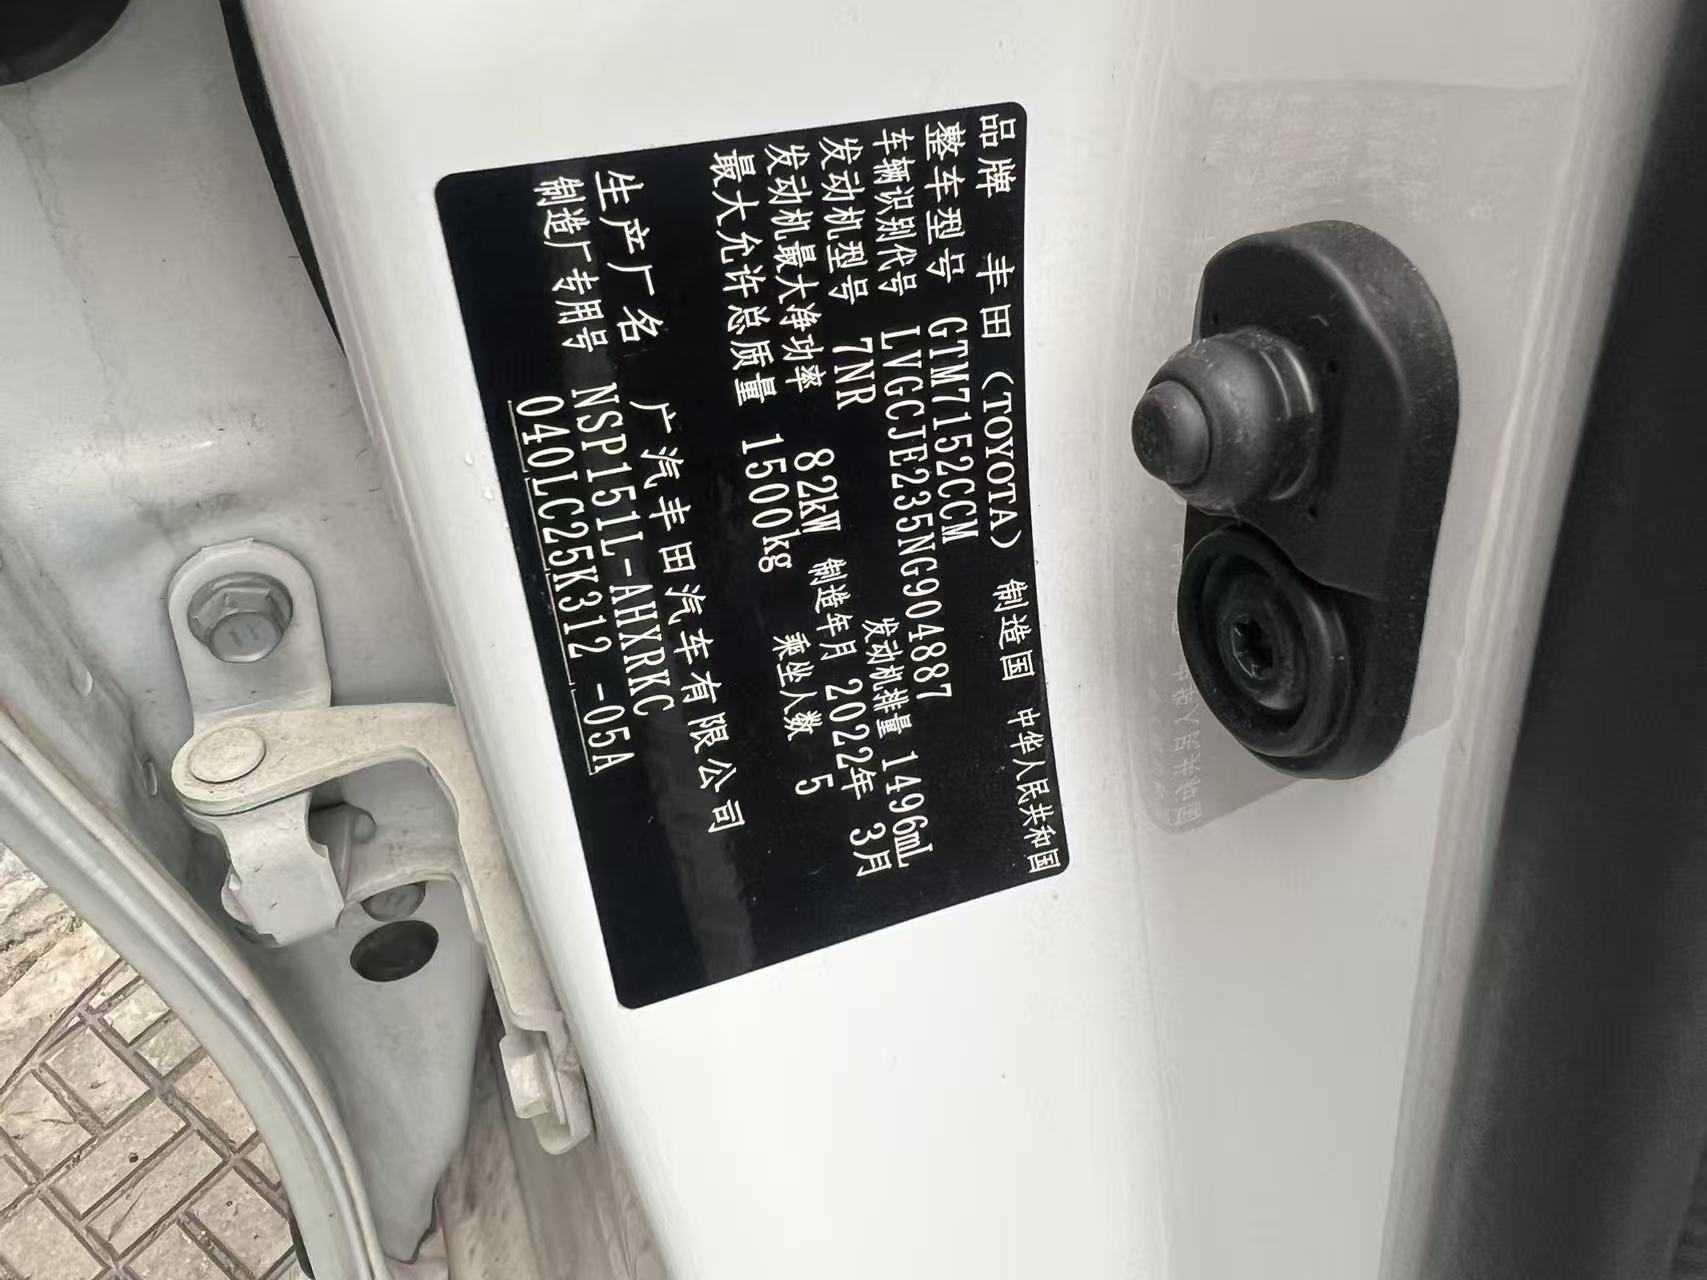 品牌 丰田 (TOYOTA) 制造国 中华人民共和国
整车型号 GTM7152CCM
车辆识别代号 LVGCJE235NG904887
发动机型号 7NR 发动机排量 1496mL
发动机最大净功率 82kW 制造年月 2022年 3月
最大允许总质量 1500kg 乘坐人数 5
生产厂名 广汽丰田汽车有限公司
制造厂专用号 NSP151L-AHXRKC
040LC25K312 -05A